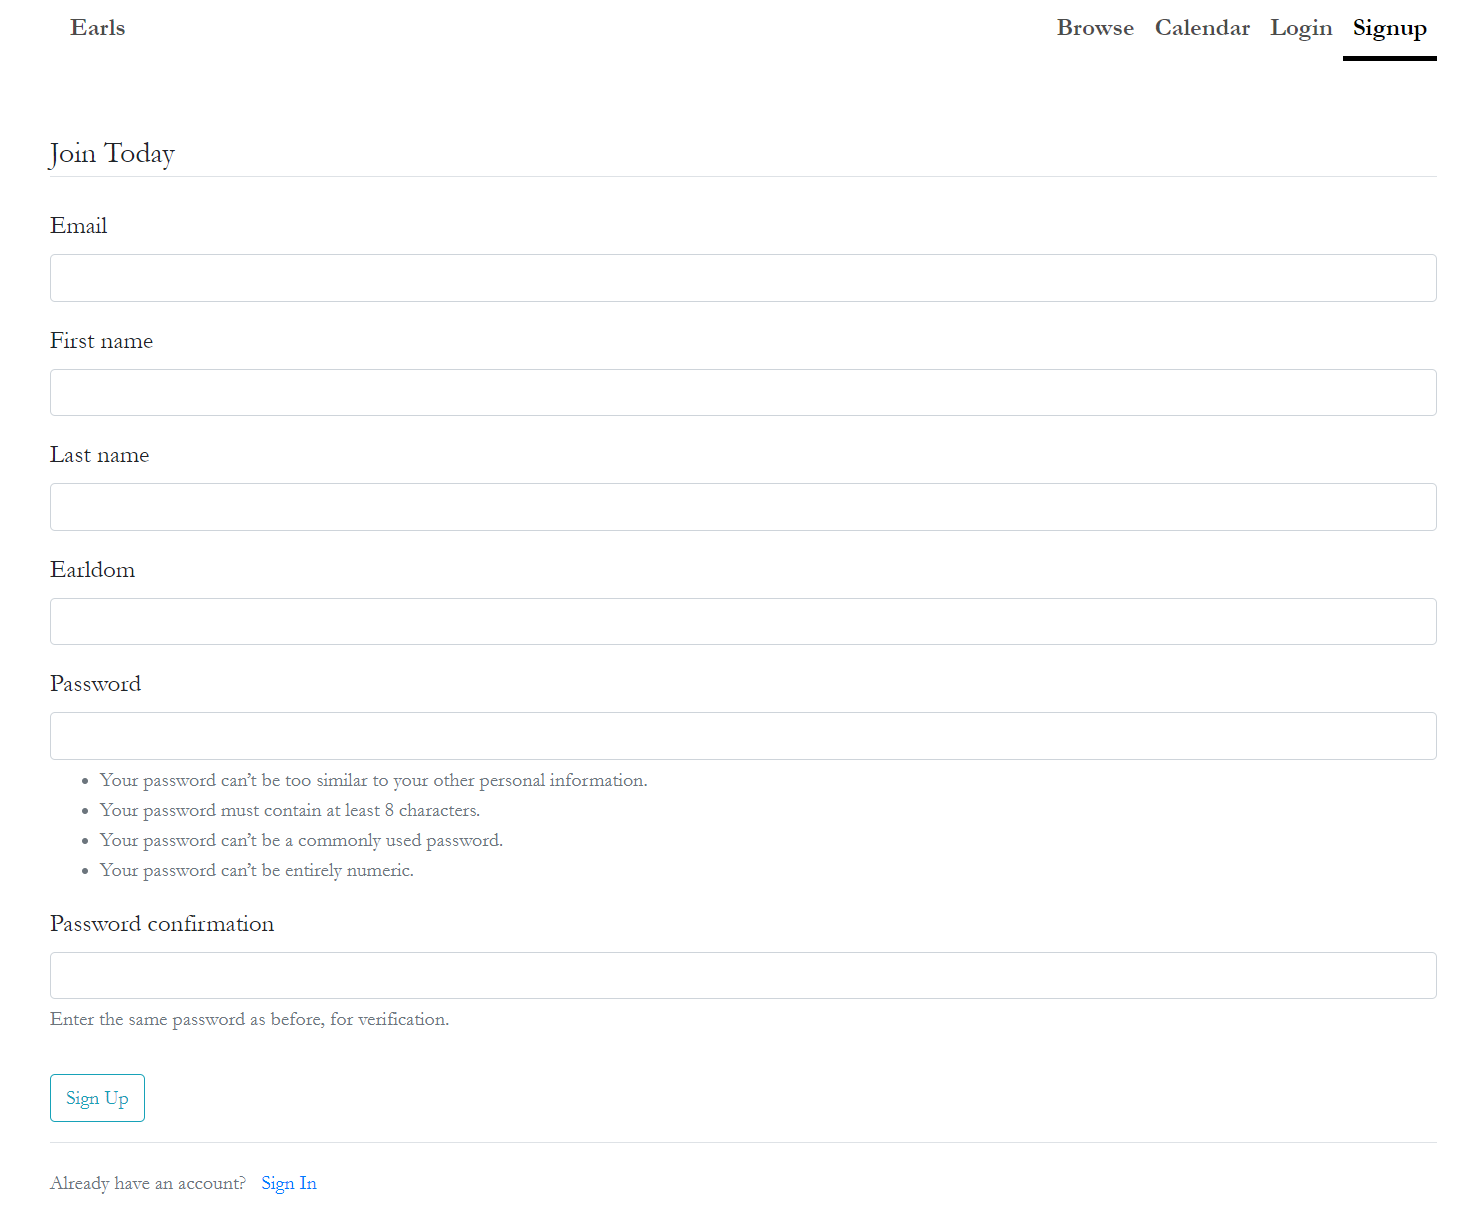 Earls
Browse Calendar Login Signup
Join Today
Email
First name
Last name
Earldom
Password
Your password can’t be too similar to your other personal information.
Your password must contain at least 8 characters.
Your password can’t be a commonly used password.
Your password can’t be entirely numeric.
Password confirmation
Enter the same password as before, for verification.
Sign Up
Already have an account? Sign In